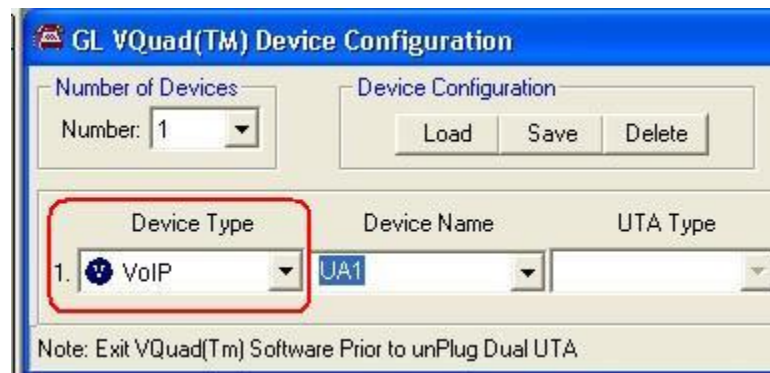 GL VQuad(TM) Device Configuration
Number of Devices
Device Configuration
Number: 1
Load Save Delete
Device Type Device Name UTA Type
1. V VoIP UA1
Note: Exit VQuad(Tm) Software Prior to unPlug Dual UTA